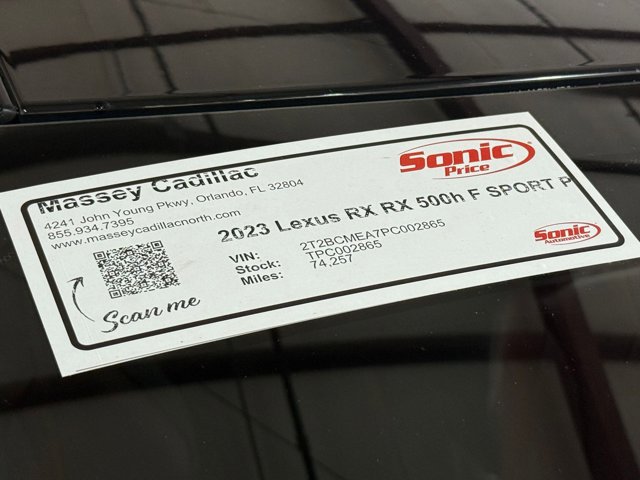 Massey Cadillac
4241 John Young Pkwy, Orlando, FL 32804
855.934.7395
www.masseycadillacnorth.com
Sonic
Price
2023 Lexus RX RX 500h F SPORT P
VIN: 2T2BCMEA7PC002865
Stock: TPC002865
Miles: 74,257
Scan me
Sonic
Automotive